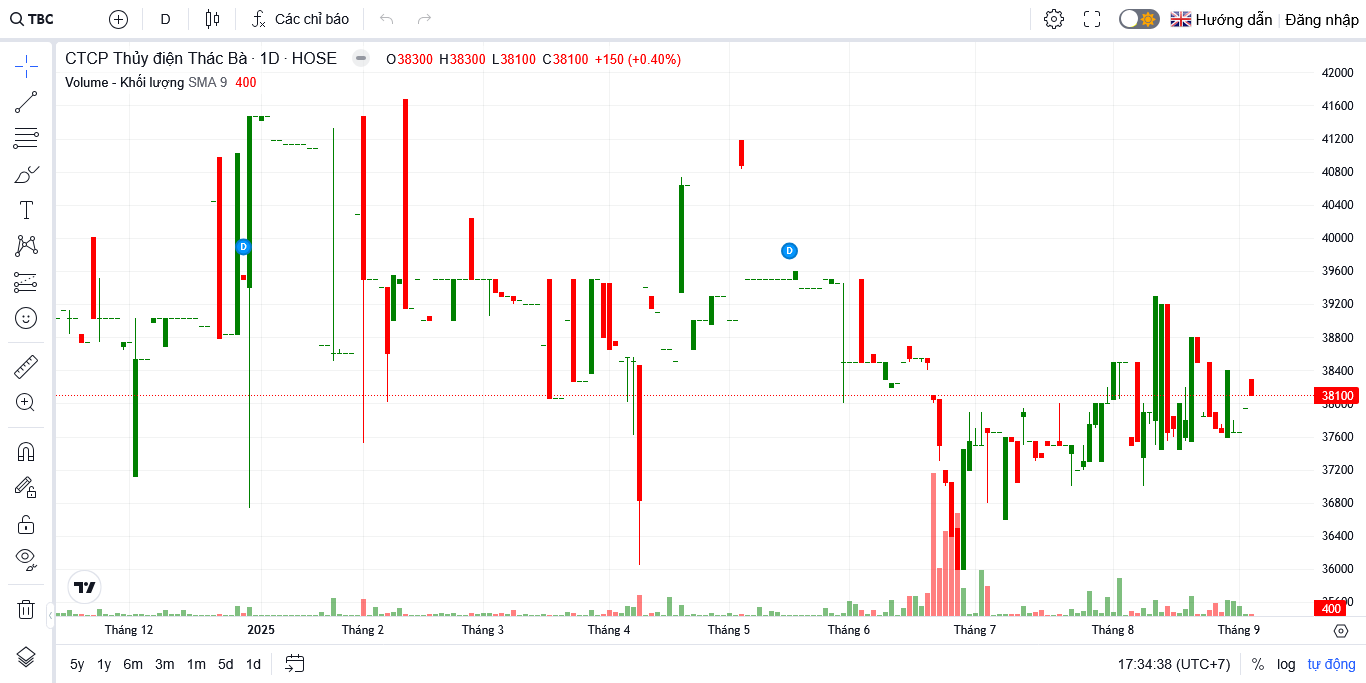 TBC D Các chỉ báo Hướng dẫn Đăng nhập
CTCP Thủy điện Thác Bà · 1D · HOSE O38300 H38300 L38100 C38100 +150 (+0.40%)
Volume - Khối lượng SMA 9 400
42000
41600
41200
40800
40400
40000
39600
39200
38800
38400
38100
38000
37600
37200
36800
36400
36000
35600
400
D
D
Tháng 12 2025 Tháng 2 Tháng 3 Tháng 4 Tháng 5 Tháng 6 Tháng 7 Tháng 8 Tháng 9
5y 1y 6m 3m 1m 5d 1d 17:34:38 (UTC+7) % log tự động